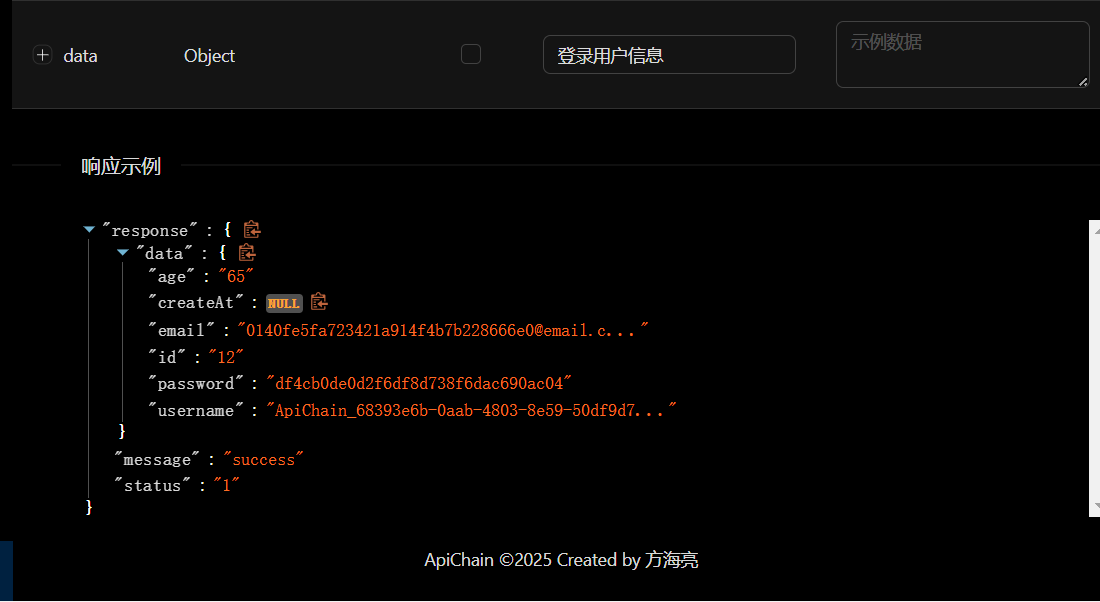 data Object 登录用户信息 示例数据
响应示例
"response" : {
"data" : {
"age" : "65"
"createAt" : NULL
"email" : "0140fe5fa723421a914f4b7b228666e0@email.c..."
"id" : "12"
"password" : "df4cb0de0d2f6df8d738f6dac690ac04"
"username" : "ApiChain_68393e6b-0aab-4803-8e59-50df9d7..."
}
"message" : "success"
"status" : "1"
}
ApiChain ©2025 Created by 方海亮